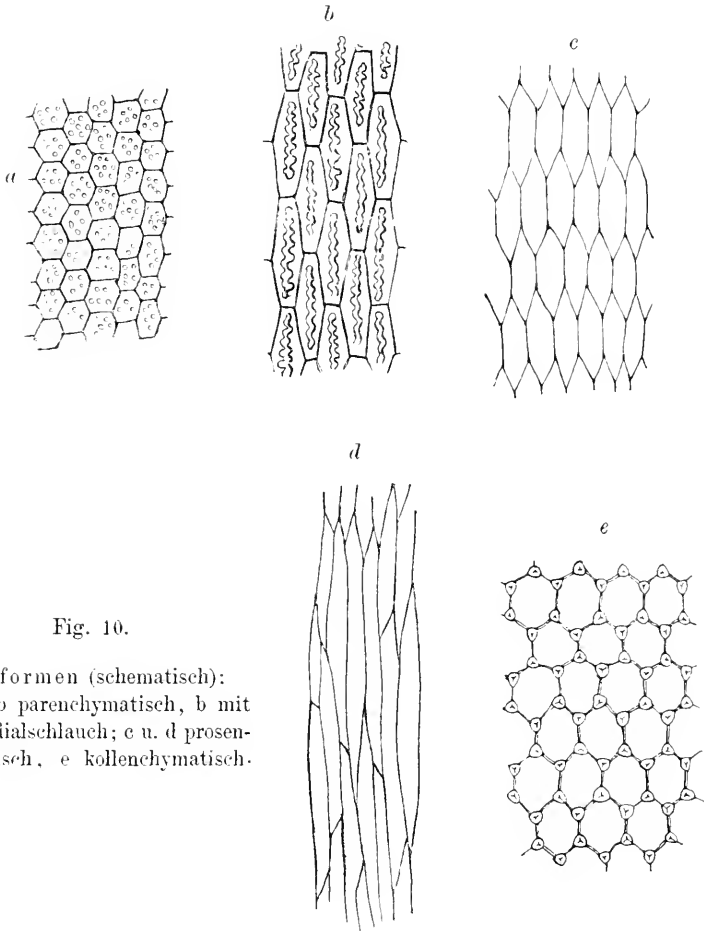 b
c
a
d
e
Fig. 10.
formen (schematisch):
parenchymatisch, b mit
ialschlauch; c u. d prosen-
sch, e kollenchymatisch.